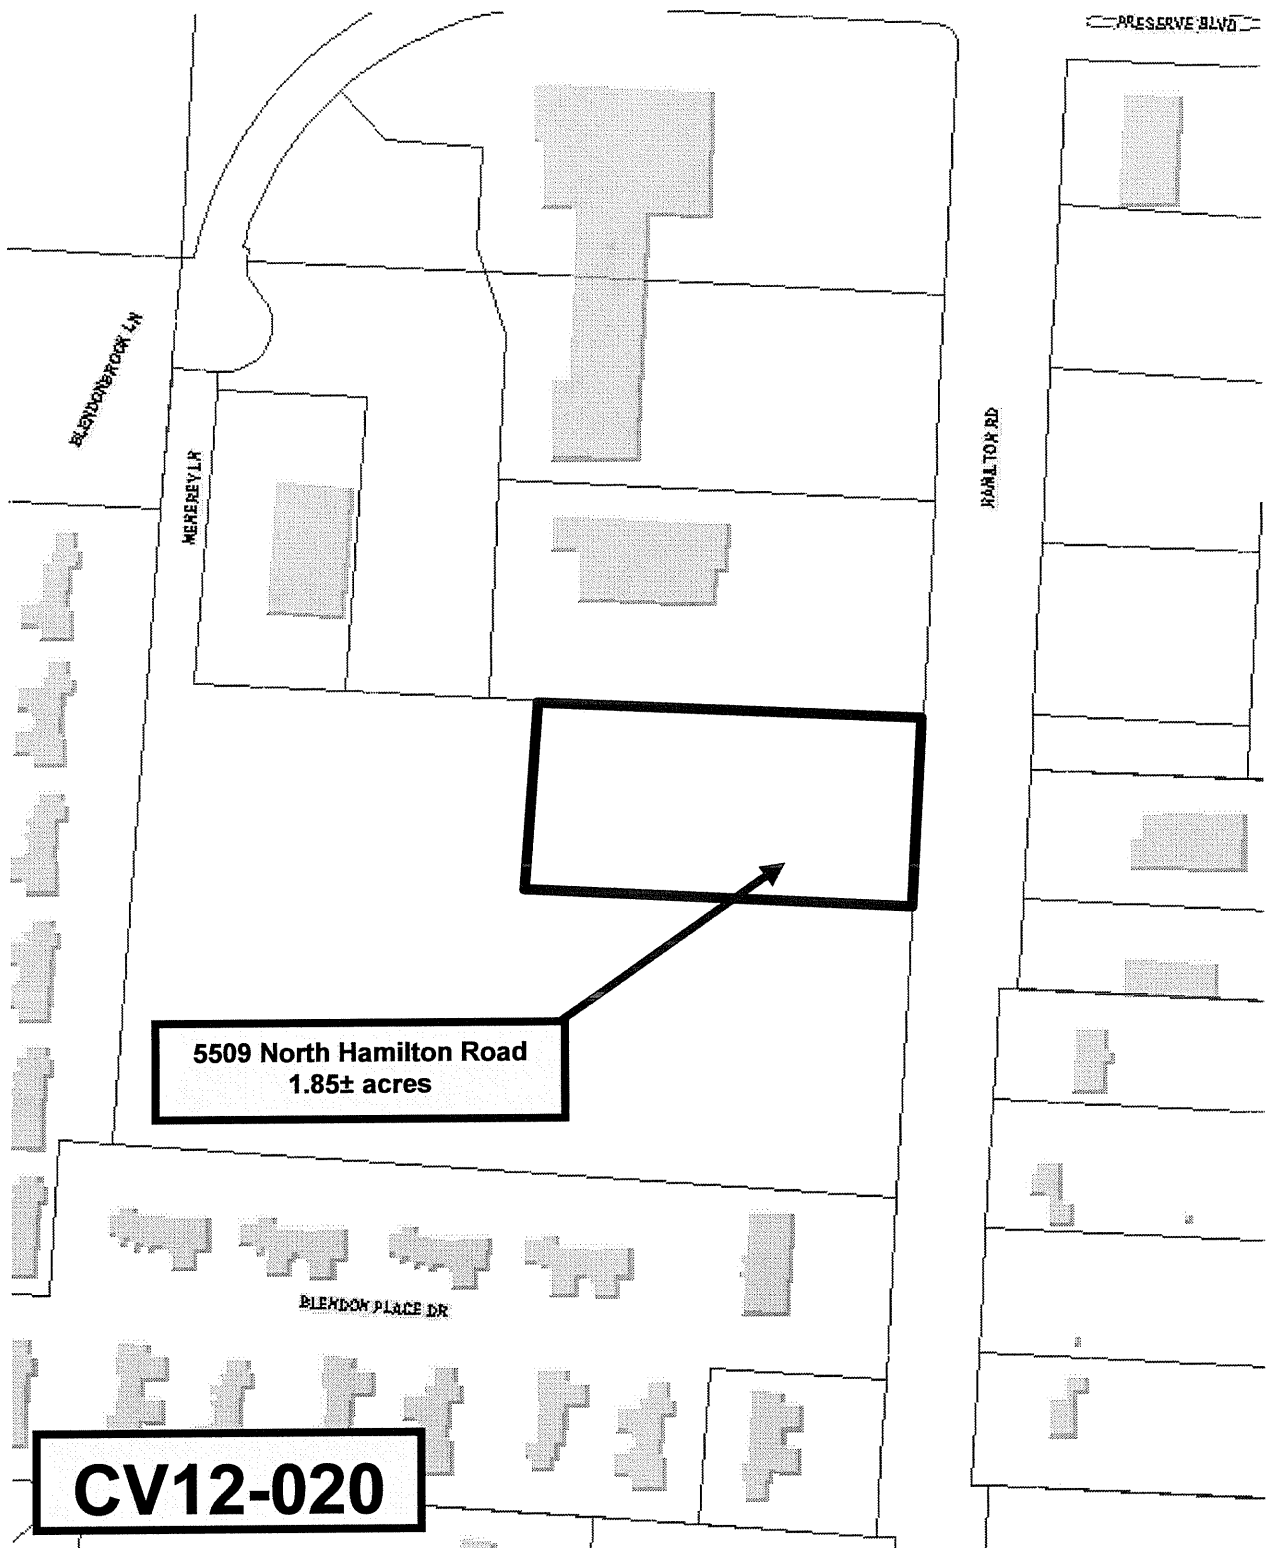 PRESERVE BLVD
BLENDONBROOK LN
HAMILTON RD
MEHEREY LN
5509 North Hamilton Road
1.85± acres
BLENDON PLACE DR
CV12-020